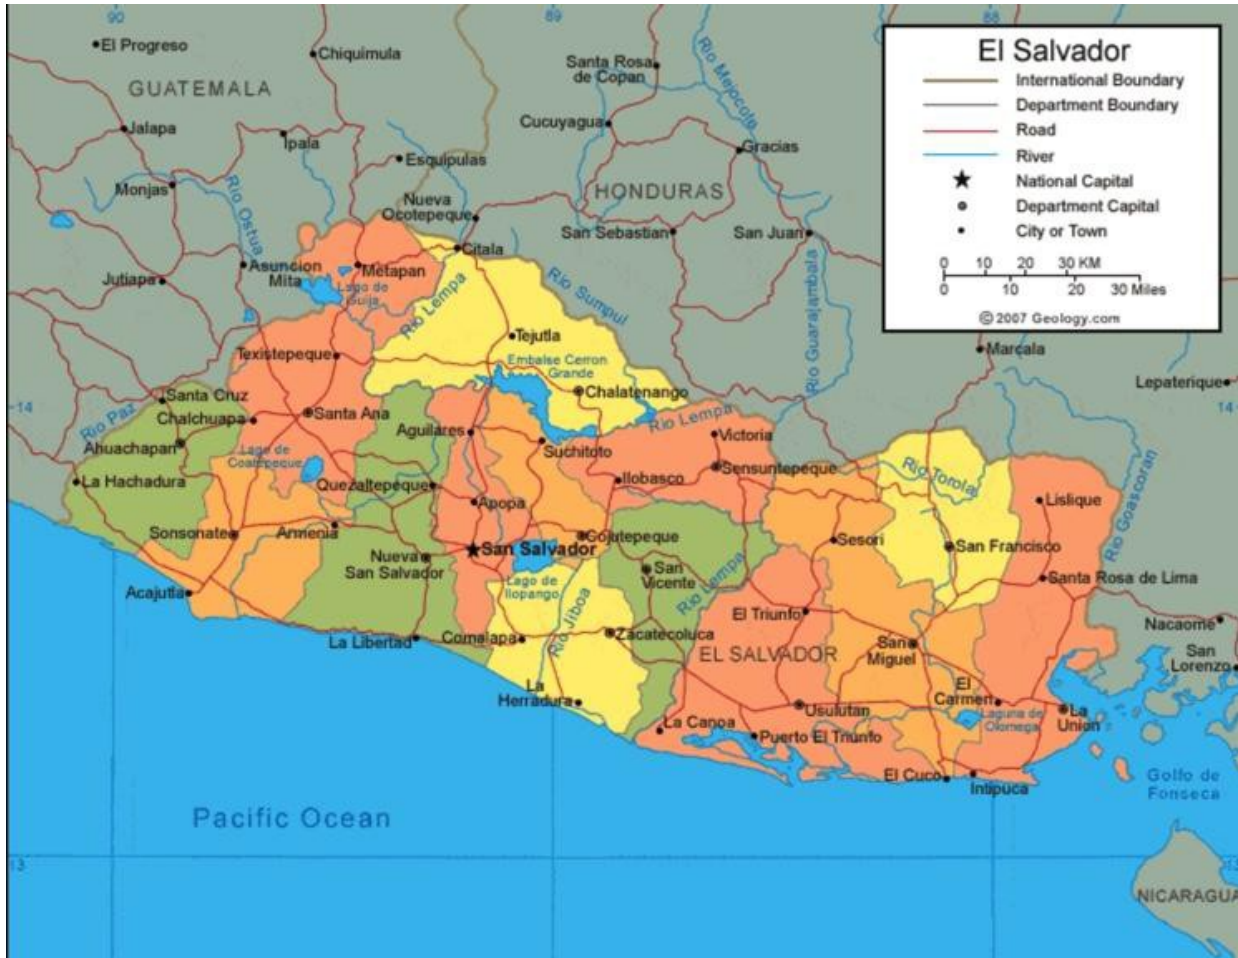 90
89
88
El Progreso
Chiquimula
Santa Rosa
de Copan
Rio Mejocote
GUATEMALA
Cucuyagua
Jalapa
Ipala
Esquipulas
Gracias
Monjas
Rio Ostua
Nueva
Ocotepeque
HONDURAS
San Sebastian
San Juan
Citala
Asuncion
Mita
Metapan
Jutiapa
Lago de
Guija
Rio Lempa
Rio Sumpul
Rio Guarajambala
El Salvador
International Boundary
Department Boundary
Road
River
National Capital
Department Capital
City or Town
0 10 20 30 KM
0 10 20 30 Miles
© 2007 Geology.com
Tejutla
Texistepeque
Embalse Cerron
Grande
Marcala
Lepaterique
Chalatenango
Santa Cruz
14
14
Rio Paz
Chalchuapa
Santa Ana
Rio Lempa
Aguilares
Victoria
Ahuachapan
Lago de
Coatepeque
Suchitoto
Sensuntepeque
Rio Torola
Rio Goascoran
La Hachadura
Quezaltepeque
Ilobasco
Apopa
Lislique
Sonsonate
Armenia
Cojutepeque
Sesori
San Salvador
San Francisco
Nueva
San Salvador
San
Vicente
Lago de
Ilopango
Rio Lempa
Santa Rosa de Lima
Acajutla
Rio Jiboa
El Triunfo
Nacaome
La Libertad
Comalapa
Zacatecoluca
EL SALVADOR
San
Miguel
San
Lorenzo
La
Herradura
El
Carmen
Usulutan
La
Union
Laguna de
Olomega
La Canoa
Puerto El Triunfo
El Cuco
Intipuca
Golfo de
Fonseca
Pacific Ocean
13
13
NICARAGUA